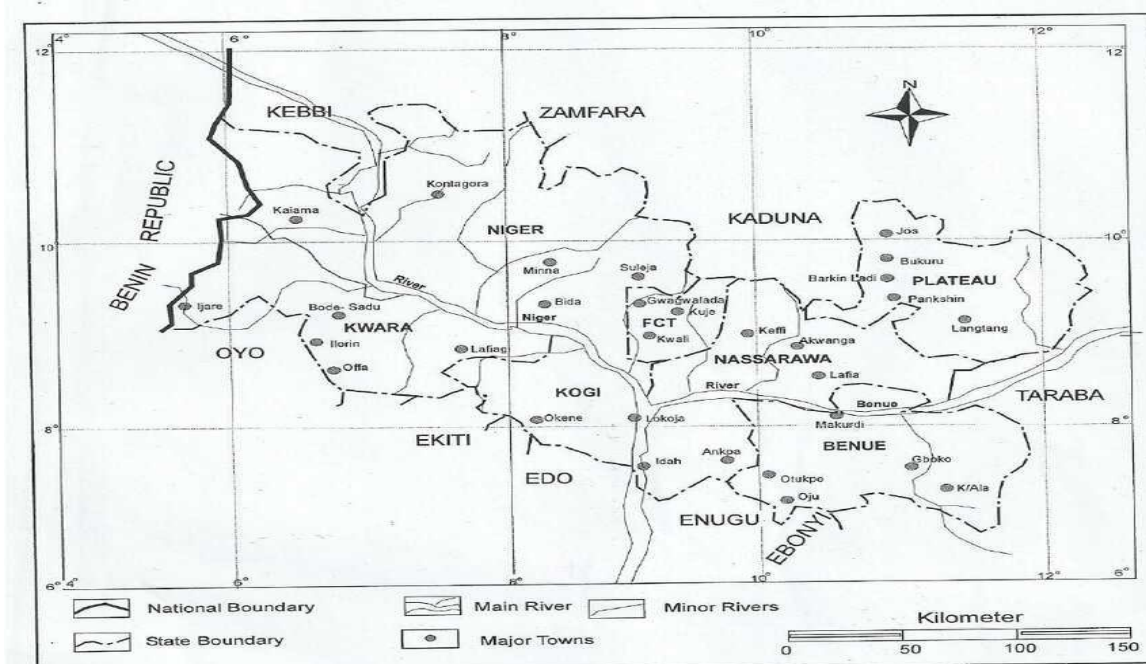 4° 6° 8° 10° 12°
12° 12°
N
KEBBI ZAMFARA
BENIN REPUBLIC
Kontagora
Kaiama
NIGER
KADUNA
10° 10°
Jos
Minna
Suleja
Bukuru
Barkin Ladi
PLATEAU
River
Ijare
Bode- Sadu
Bida
Gwagwalada
Pankshin
Kuje
KWARA
Niger
FCT
Langtang
OYO
Ilorin
Kwali
Keffi
Akwanga
Lafiag
NASSARAWA
Offa
Lafia
KOGI
River
Benue
TARABA
Okene
Lokoja
Makurdi
8° 8°
EKITI
BENUE
EDO
Idah
Ankpa
Gboko
Otukpo
K/Ala
Oju
ENUGU
EBONYI
6° 4° 6° 8° 10° 12°
National Boundary
Main River
Minor Rivers
Kilometer
State Boundary
Major Towns
0 50 100 150